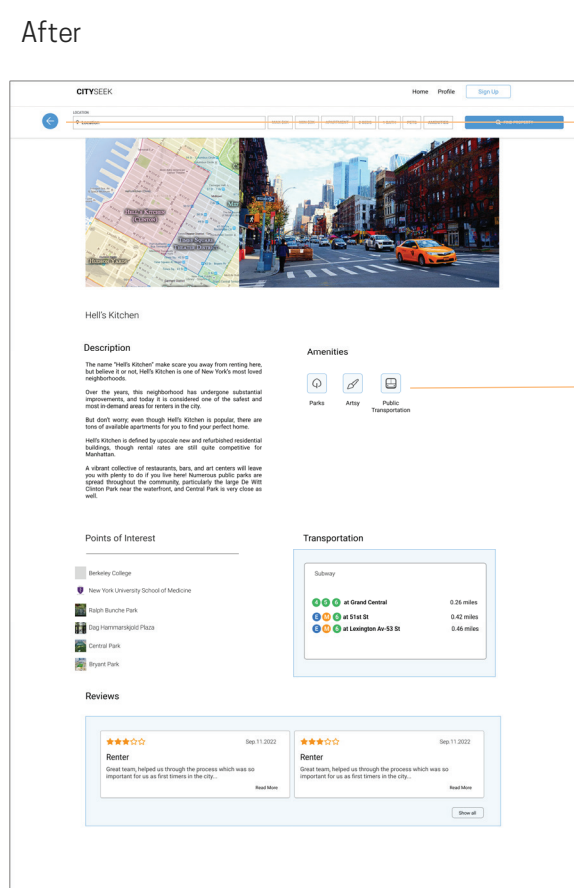 After
CITYSEEK
Home Profile Sign Up
LOCATION
Location
Hell's Kitchen
Description
The name "Hell's Kitchen" make scare you away from renting here,
but believe it or not, Hell's Kitchen is one of New York's most loved
neighborhoods.
Over the years, this neighborhood has undergone substantial
improvements, and today it is considered one of the safest and
most in-demand areas for renters in the city.
But don't worry; even though Hell's Kitchen is popular, there are
tons of available apartments for you to find your perfect home.
Hell's Kitchen is defined by upscale new and refurbished residential
buildings, though rental rates are still quite competitive for
Manhattan.
A vibrant collective of restaurants, bars, and art centers will leave
you with plenty to do if you live here! Numerous public parks are
spread throughout the community, particularly the large De Witt
Clinton Park near the waterfront, and Central Park is very close as
well.
Amenities
Parks Artsy Public
Transportation
Points of Interest
Berkeley College
New York University School of Medicine
Ralph Bunche Park
Dag Hammarskjold Plaza
Central Park
Bryant Park
Transportation
Subway
4 5 6 at Grand Central 0.26 miles
E M 6 at 51st St 0.42 miles
E M 6 at Lexington Av-53 St 0.46 miles
Reviews
Sep.11.2022
Renter
Great team, helped us through the process which was so
important for us as first timers in the city...
Read More
Sep.11.2022
Renter
Great team, helped us through the process which was so
important for us as first timers in the city...
Read More
Show all